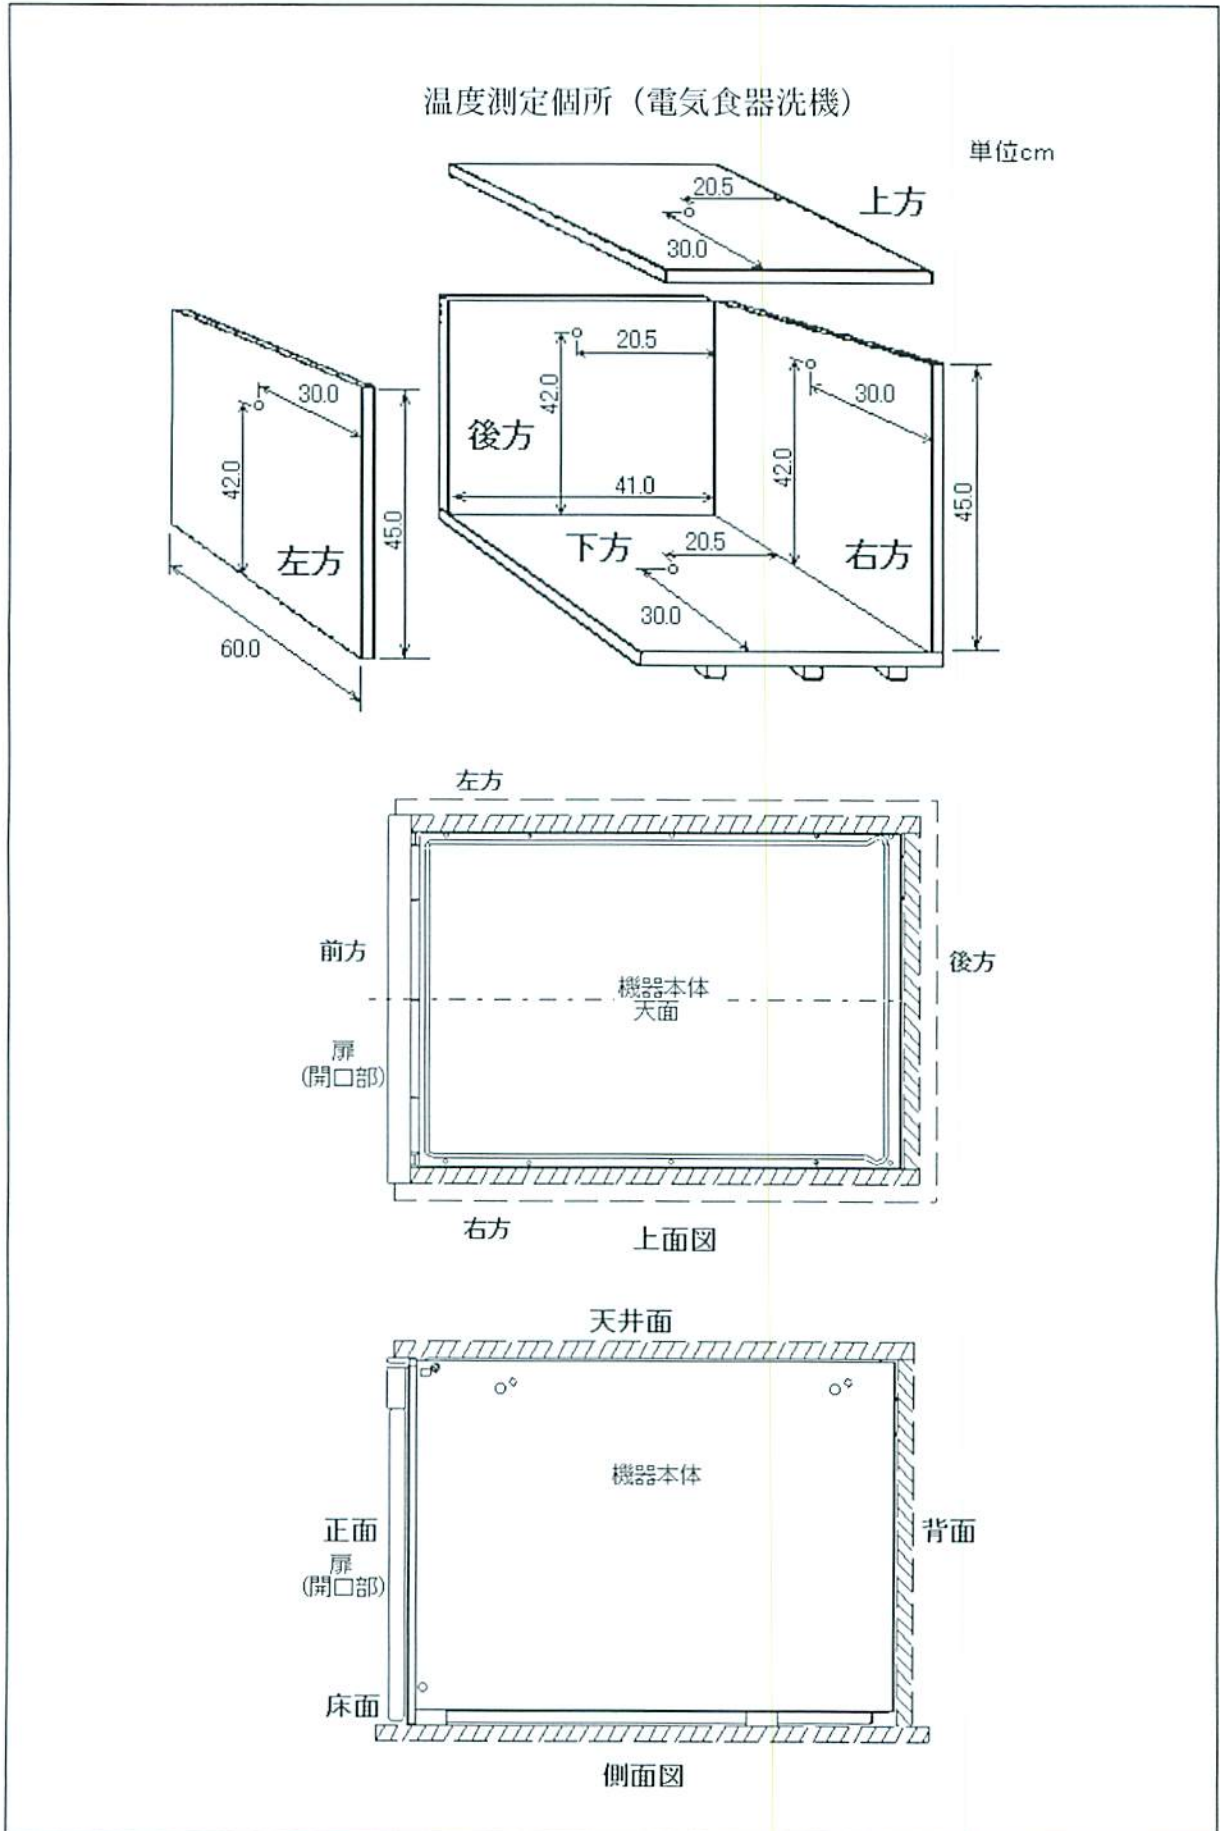 温度測定個所（電気食器洗機）
単位cm
20.5
上方
30.0
20.5
42.0
後方
41.0
30.0
42.0
左方
45.0
60.0
30.0
42.0
右方
45.0
下方
20.5
30.0
左方
前方
後方
機器本体
天面
扉
(開口部)
右方
上面図
天井面
機器本体
正面
背面
扉
(開口部)
床面
側面図